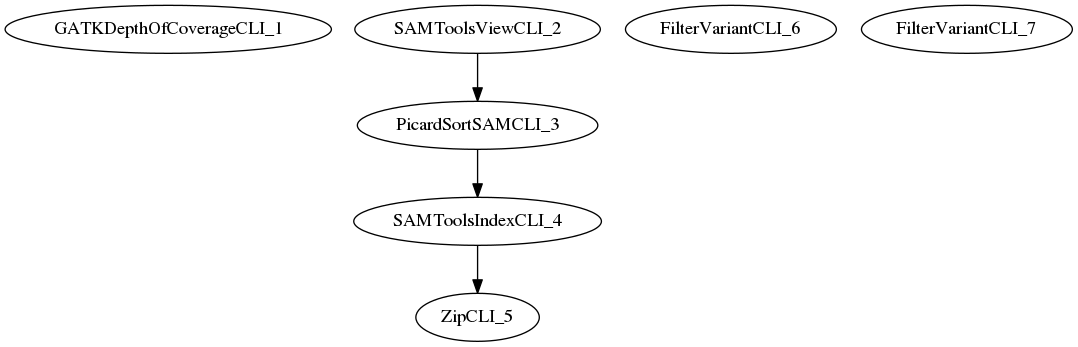 GATKDepthOfCoverageCLI_1
SAMToolsViewCLI_2
FilterVariantCLI_6
FilterVariantCLI_7
PicardSortSAMCLI_3
SAMToolsIndexCLI_4
ZipCLI_5